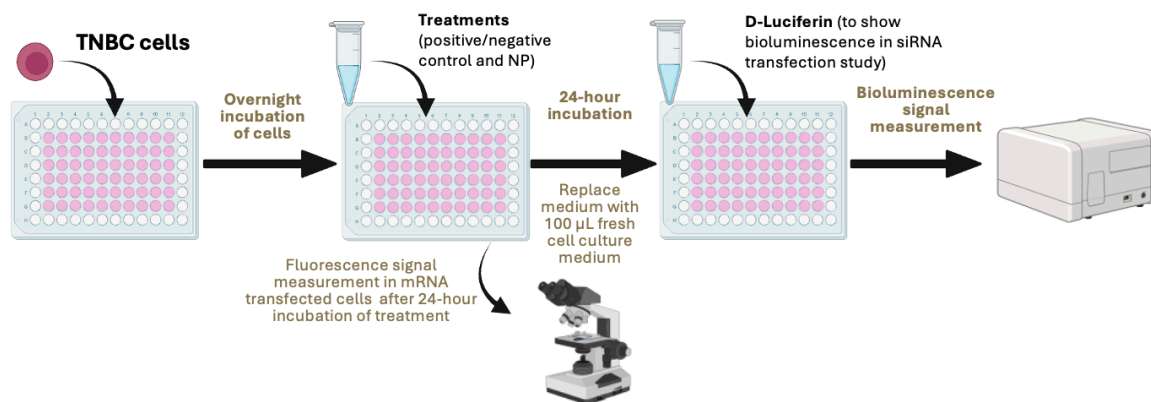 TNBC cells
Overnight
incubation
of cells
Treatments
(positive/negative
control and NP)
24-hour
incubation
Replace
medium with
100 µL fresh
cell culture
medium
Fluorescence signal
measurement in mRNA
transfected cells after 24-hour
incubation of treatment
D-Luciferin (to show
bioluminescence in siRNA
transfection study)
Bioluminescence
signal
measurement